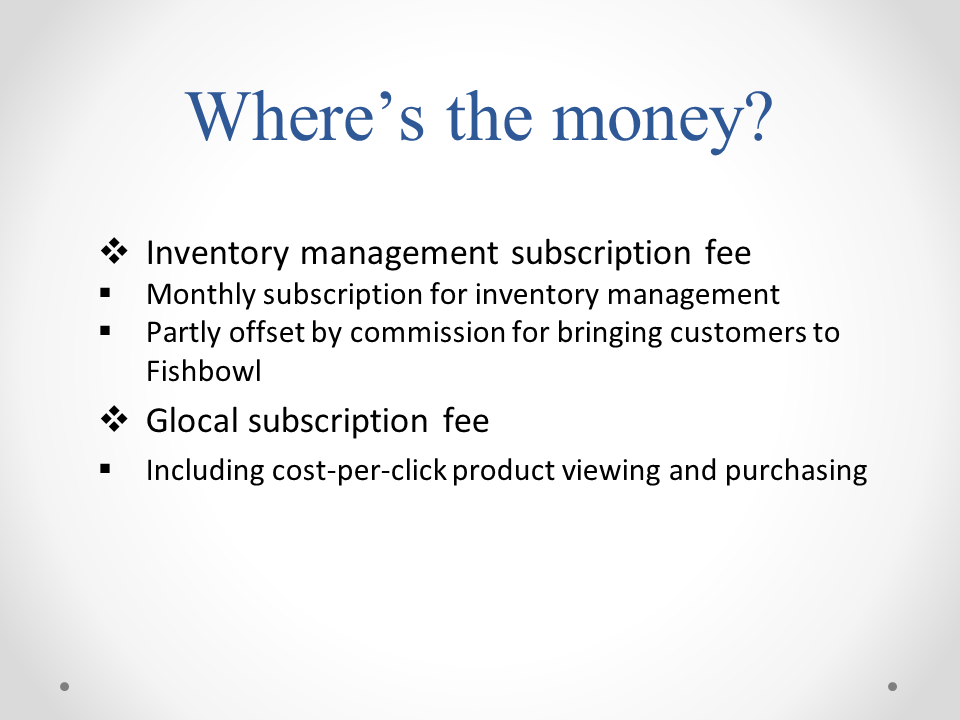 Where’s the money?
❖ Inventory management subscription fee
▪ Monthly subscription for inventory management
▪ Partly offset by commission for bringing customers to
Fishbowl
❖ Glocal subscription fee
▪ Including cost-per-click product viewing and purchasing